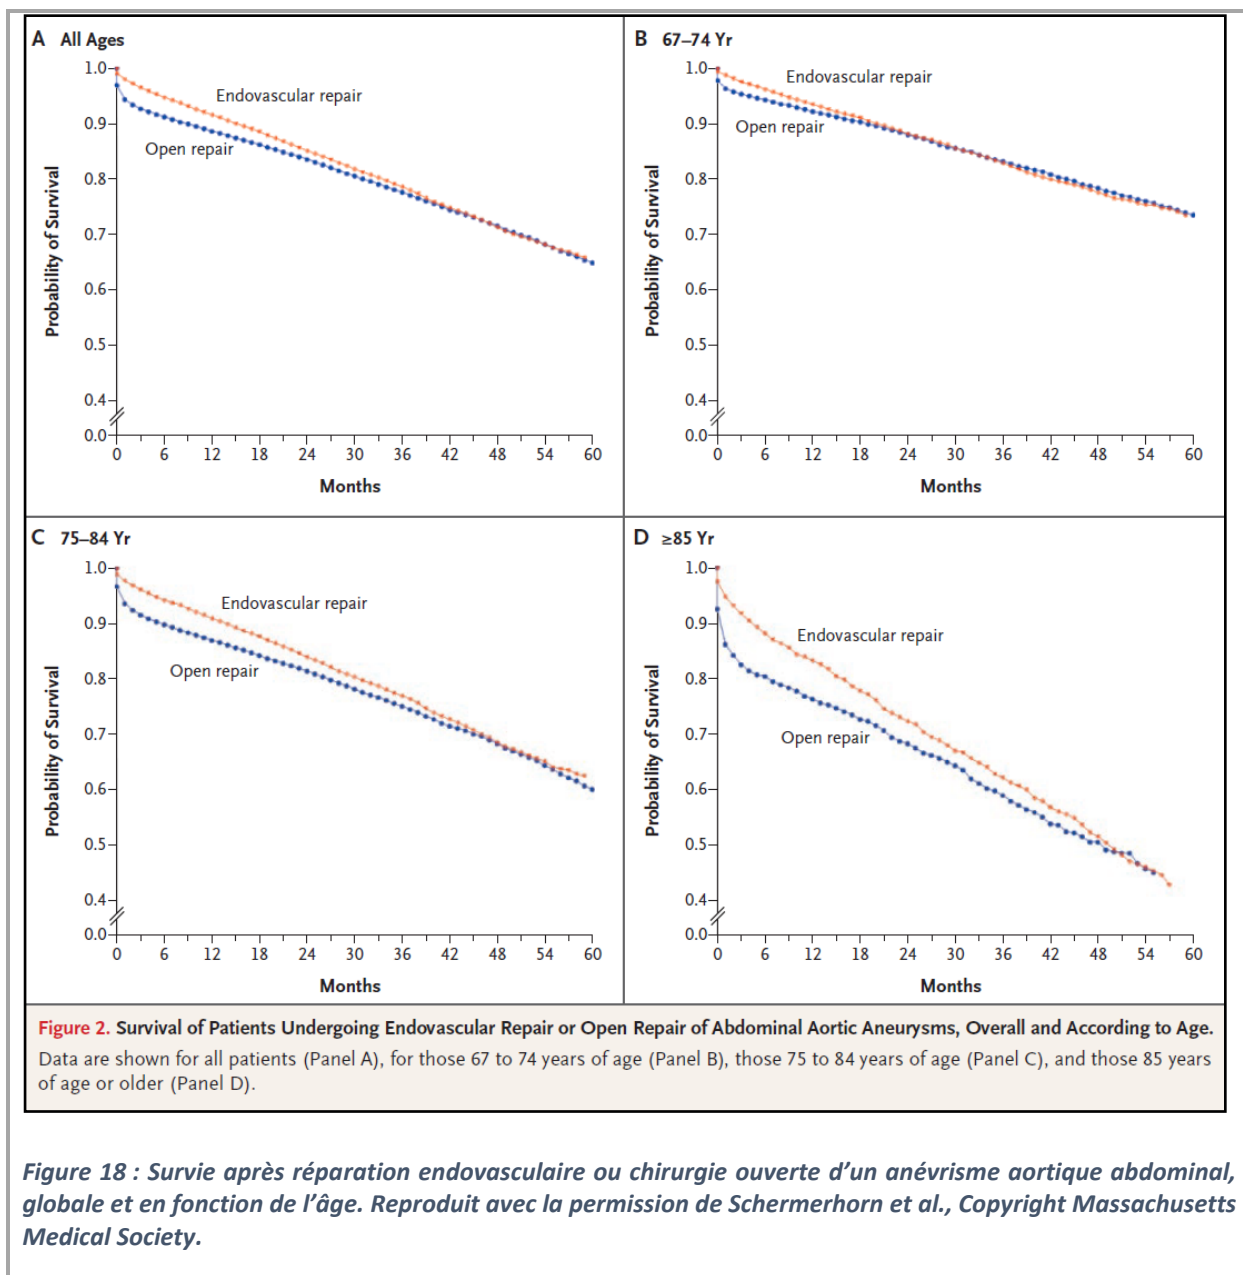 A All Ages
1.0
0.9
0.8
0.7
0.6
0.5
0.4
0.0
Probability of Survival
Endovascular repair
Open repair
0 6 12 18 24 30 36 42 48 54 60
Months
B 67–74 Yr
1.0
0.9
0.8
0.7
0.6
0.5
0.4
0.0
Probability of Survival
Endovascular repair
Open repair
0 6 12 18 24 30 36 42 48 54 60
Months
C 75–84 Yr
1.0
0.9
0.8
0.7
0.6
0.5
0.4
0.0
Probability of Survival
Endovascular repair
Open repair
0 6 12 18 24 30 36 42 48 54 60
Months
D ≥85 Yr
1.0
0.9
0.8
0.7
0.6
0.5
0.4
0.0
Probability of Survival
Endovascular repair
Open repair
0 6 12 18 24 30 36 42 48 54 60
Months
Figure 2. Survival of Patients Undergoing Endovascular Repair or Open Repair of Abdominal Aortic Aneurysms, Overall and According to Age.
Data are shown for all patients (Panel A), for those 67 to 74 years of age (Panel B), those 75 to 84 years of age (Panel C), and those 85 years
of age or older (Panel D).
Figure 18 : Survie après réparation endovasculaire ou chirurgie ouverte d’un anévrisme aortique abdominal,
globale et en fonction de l’âge. Reproduit avec la permission de Schermerhorn et al., Copyright Massachusetts
Medical Society.